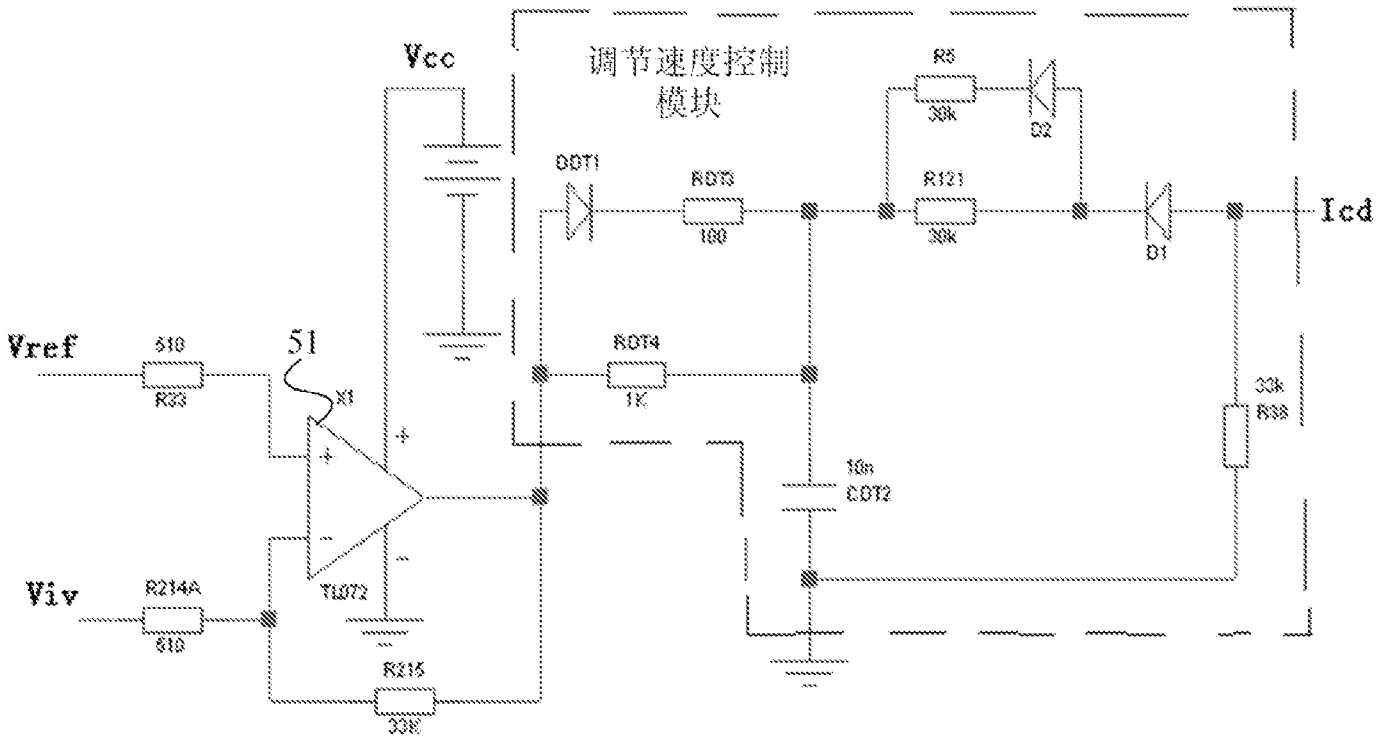 Vcc
调节速度控制
模块
R5
30k
D2
DDT1
RDT3
100
R121
30k
D1
Icd
Vref
510
R33
51
X1
+
+
-
-
TL072
RDT4
1K
33k
R38
10n
CDT2
Viv
R214A
510
R215
33K